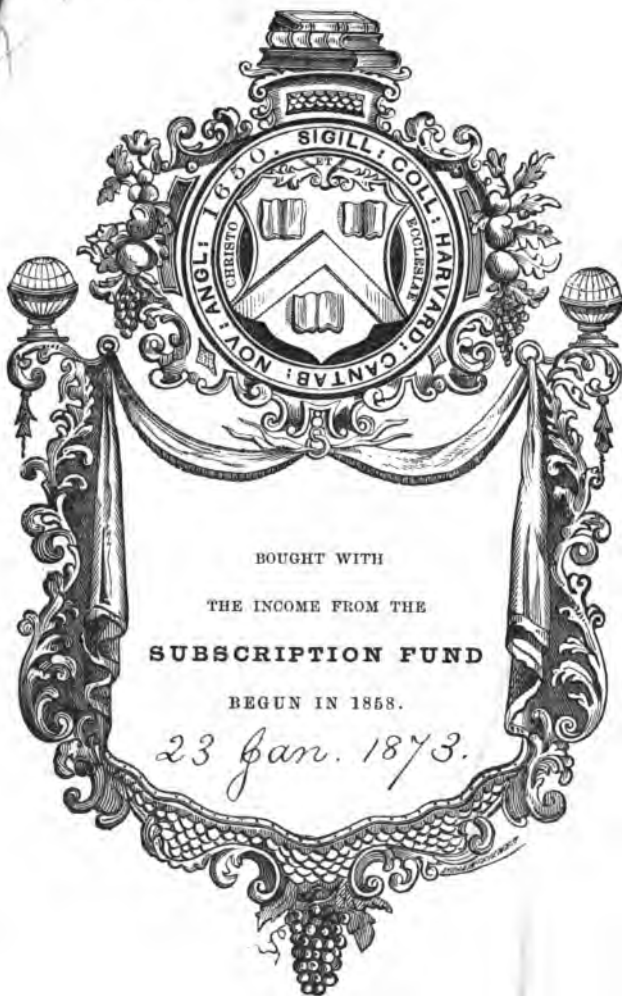 SIGILL: COLL: HARVARD: CANTAB: NOV: ANGL: 1650.
ET
CHRISTO
ECCLESIAE
BOUGHT WITH
THE INCOME FROM THE
SUBSCRIPTION FUND
BEGUN IN 1858.
23 Jan. 1873.